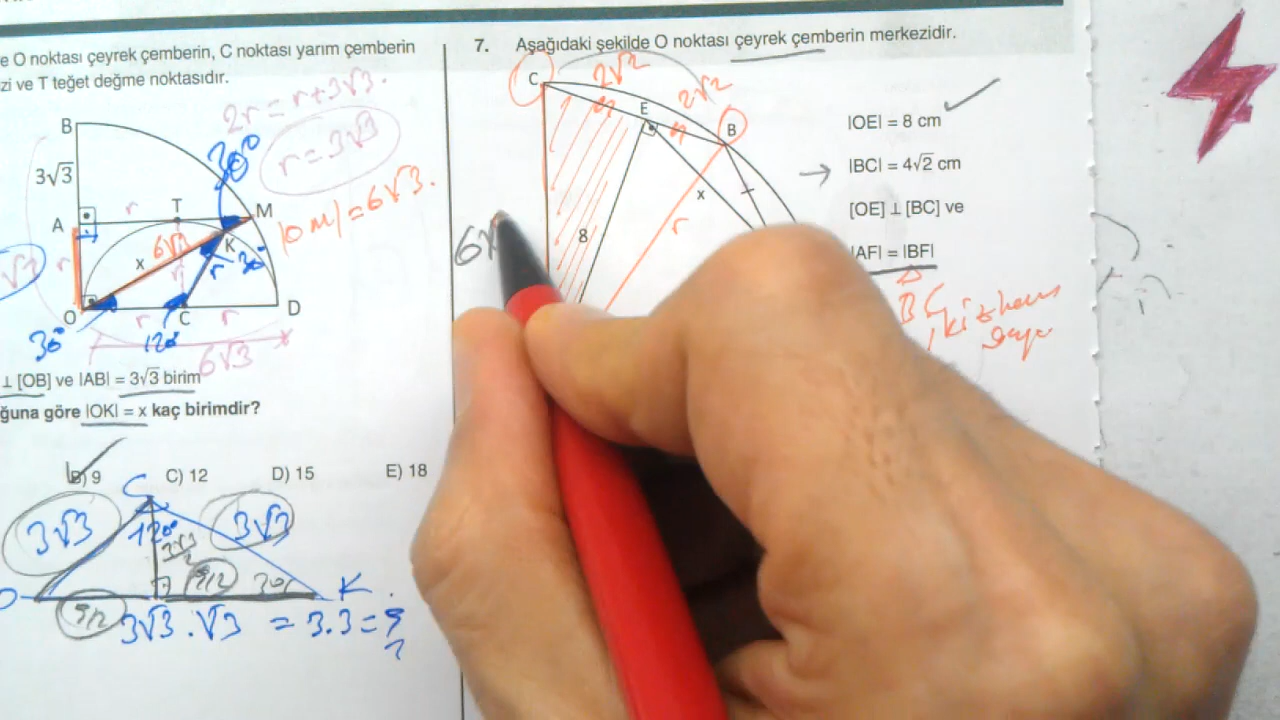 e O noktası çeyrek çemberin, C noktası yarım çemberin
zi ve T teğet değme noktasıdır.
2r = r+3√3.
r = 3√3
B
30°
3√3
T
M
A
r
|OM| = 6√3.
6√3
K
x
r
r
r
30°
O
r
C
r
D
30°
120°
6√3
⊥ [OB] ve |AB| = 3√3 birim
ğuna göre |OK| = x kaç birimdir?
B) 9
C) 12
D) 15
E) 18
C
3√3
120°
3√3
3√3
2
9/2
30°
K
9/2
3√3 . √3 = 3.3 = 9
7. Aşağıdaki şekilde O noktası çeyrek çemberin merkezidir.
C
2√2
E
2√2
B
x
8
r
|OE| = 8 cm
|BC| = 4√2 cm
[OE] ⊥ [BC] ve
|AF| = |BF|